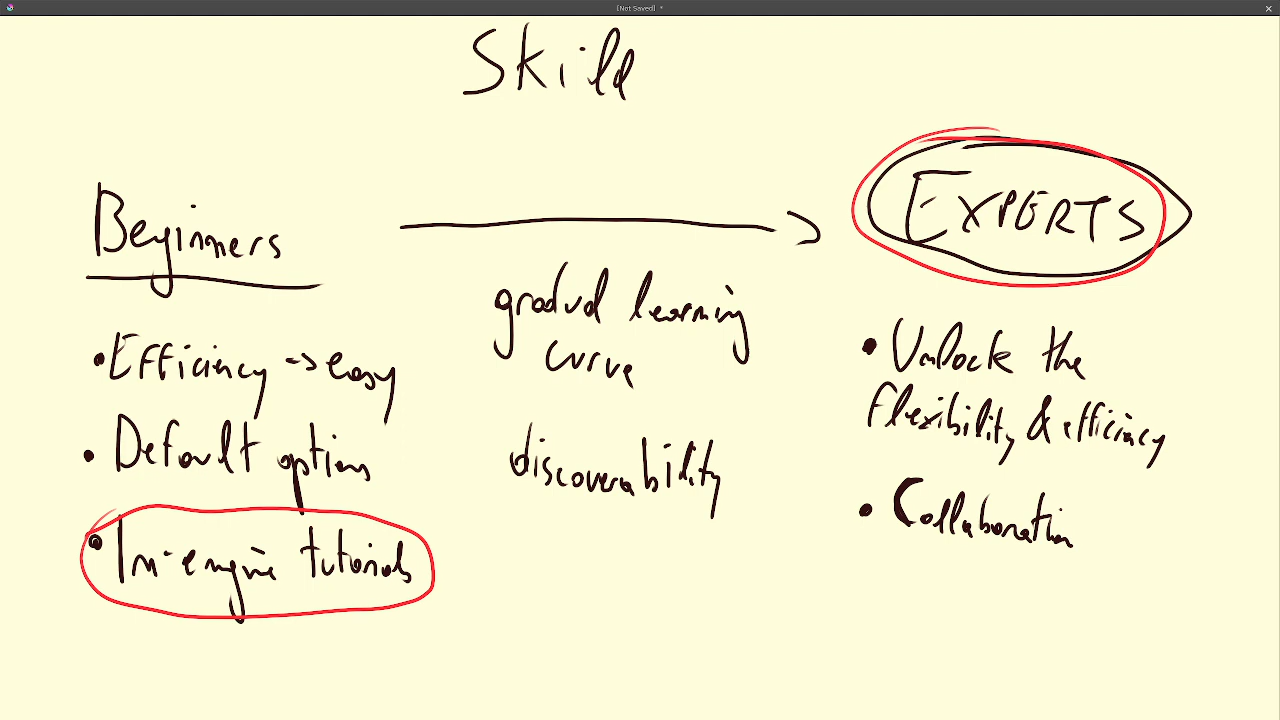 [Not Saved] *
Skill
Beginners
EXPERTS
gradual learning
curve
discoverability
• Efficiency -> easy
• Default options
• In-engine tutorials
• Unlock the
flexibility & efficiency
• Collaboration